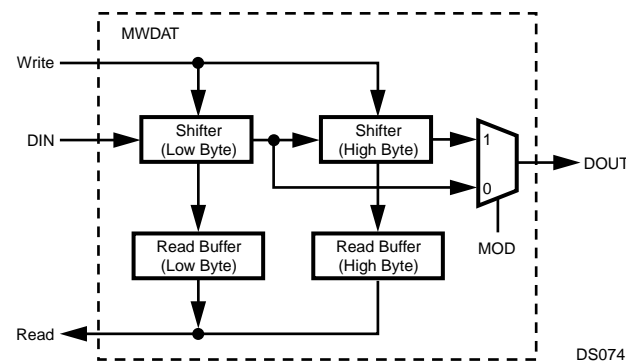 MWDAT
Write
Shifter
(Low Byte)
Shifter
(High Byte)
1
DIN
DOUT
0
Read Buffer
(Low Byte)
Read Buffer
(High Byte)
MOD
Read
DS074